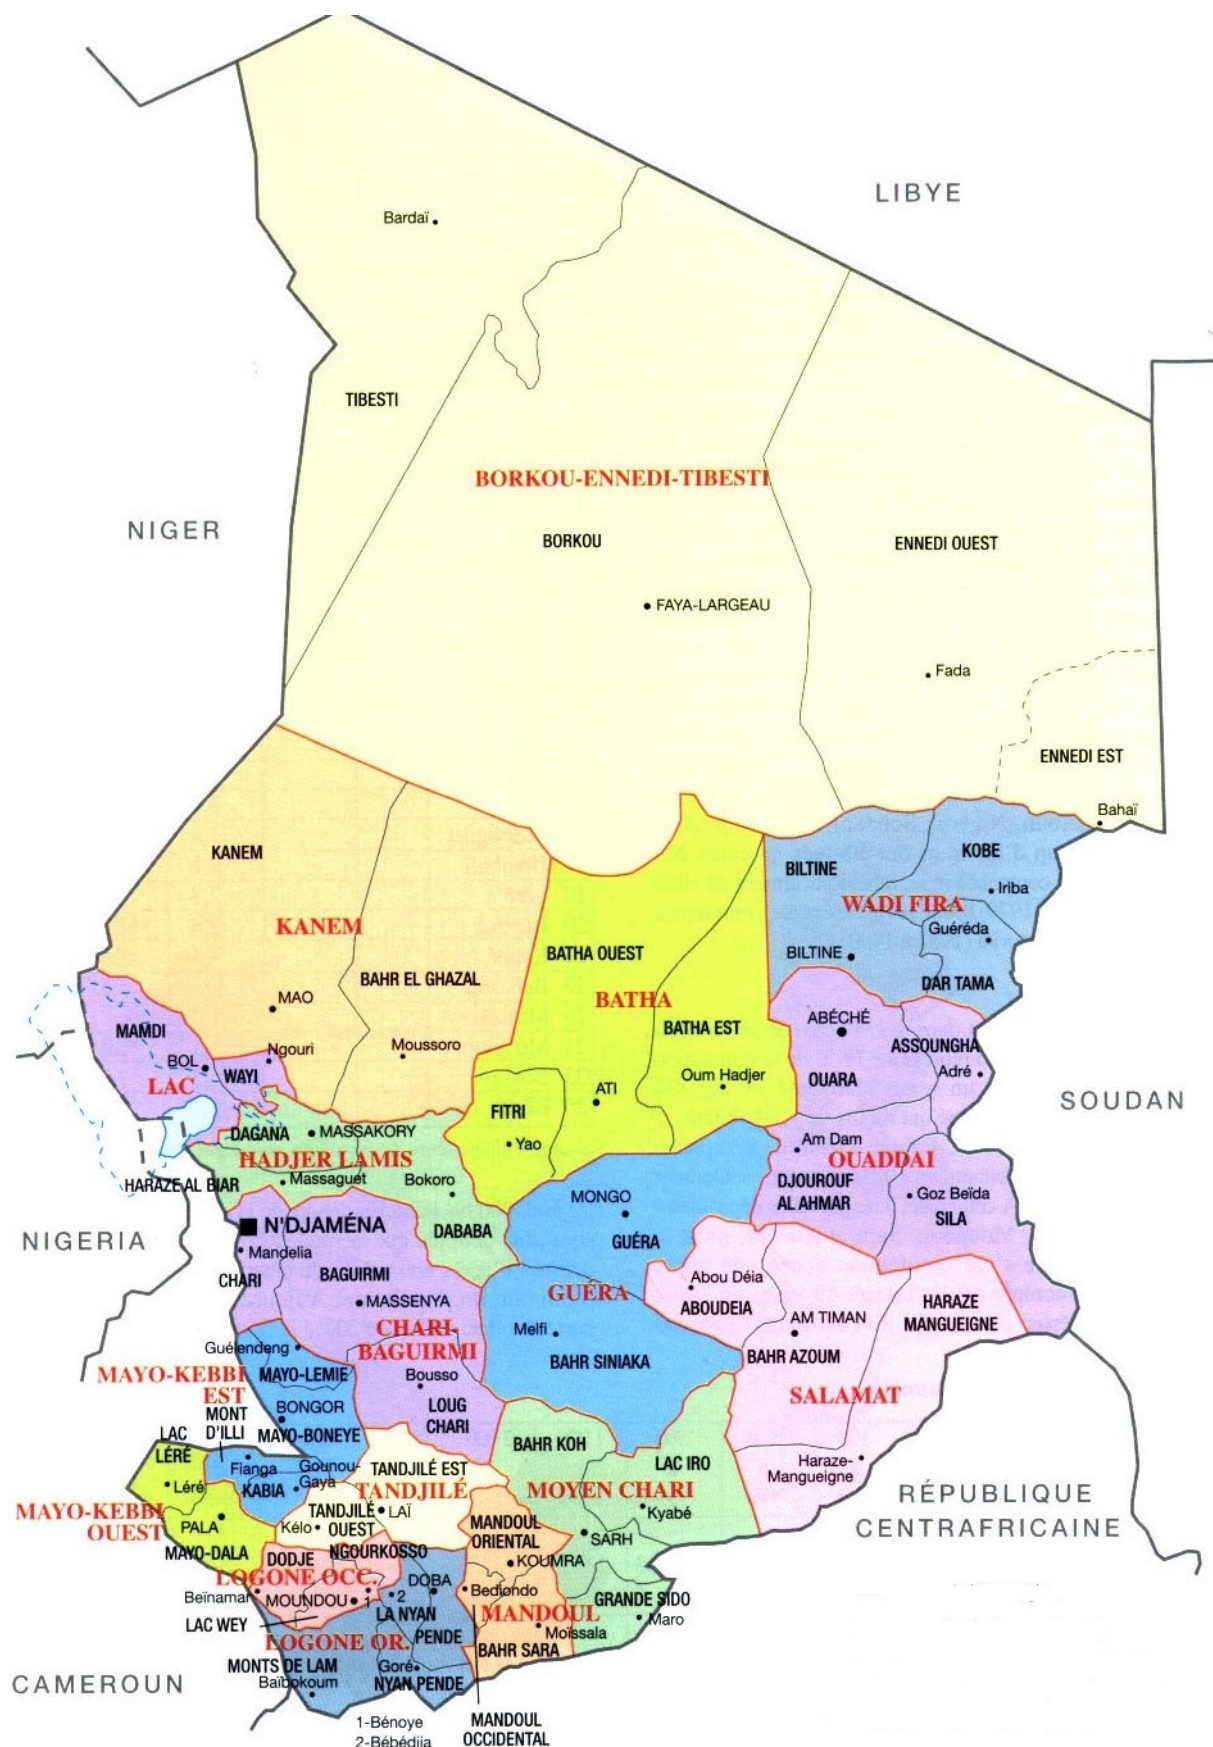 LIBYE
Bardaï
TIBESTI
BORKOU-ENNEDI-TIBESTI
NIGER
BORKOU
ENNEDI OUEST
FAYA-LARGEAU
Fada
ENNEDI EST
Bahaï
KANEM
BILTINE
KOBE
Iriba
WADI FIRA
KANEM
Guéréda
BATHA OUEST
BILTINE
BAHR EL GHAZAL
DAR TAMA
MAO
BATHA
ABÉCHÉ
MAMDI
BATHA EST
Ngouri
Moussoro
ASSOUNGHA
BOL
WAYI
Adré
LAC
Oum Hadjer
OUARA
ATI
SOUDAN
FITRI
DAGANA
MASSAKORY
Yao
Am Dam
HADJER LAMIS
OUADDAI
HARAZE AL BIAR
Massaguet
Bokoro
DJOUROUF
AL AHMAR
Goz Beïda
MONGO
SILA
N'DJAMÉNA
DABABA
NIGERIA
GUÉRA
Mandelia
CHARI
BAGUIRMI
Abou Déia
GUÉRA
ABOUDEIA
HARAZE
MANGUEIGNE
MASSENYA
AM TIMAN
CHARI-
BAGUIRMI
Melfi
Guélendeng
BAHR AZOUM
BAHR SINIAKA
MAYO-KEBBI
EST
MAYO-LEMIE
Bousso
SALAMAT
BONGOR
LOUG
CHARI
MONT
D'ILLI
MAYO-BONEYE
LAC
LÉRÉ
BAHR KOH
LAC IRO
Fianga
Gounou-
Gaya
TANDJILÉ EST
Haraze-
Mangueigne
Léré
KABIA
TANDJILÉ
MOYEN CHARI
RÉPUBLIQUE
CENTRAFRICAINE
MAYO-KEBBI
OUEST
TANDJILÉ
OUEST
LAÏ
Kyabé
PALA
Kélo
MANDOUL
ORIENTAL
SARH
MAYO-DALA
DODJE
NGOURKOSSO
KOUMRA
LOGONE OCC.
DOBA
Bediondo
Beïnamar
MOUNDOU
1
2
GRANDE SIDO
LAC WEY
LA NYAN
PENDE
MANDOUL
Maro
LOGONE OR.
Moïssala
MONTS DE LAM
BAHR SARA
CAMEROUN
Goré
Baïbokoum
NYAN PENDE
1-Bénoye
2-Bébédjia
MANDOUL
OCCIDENTAL